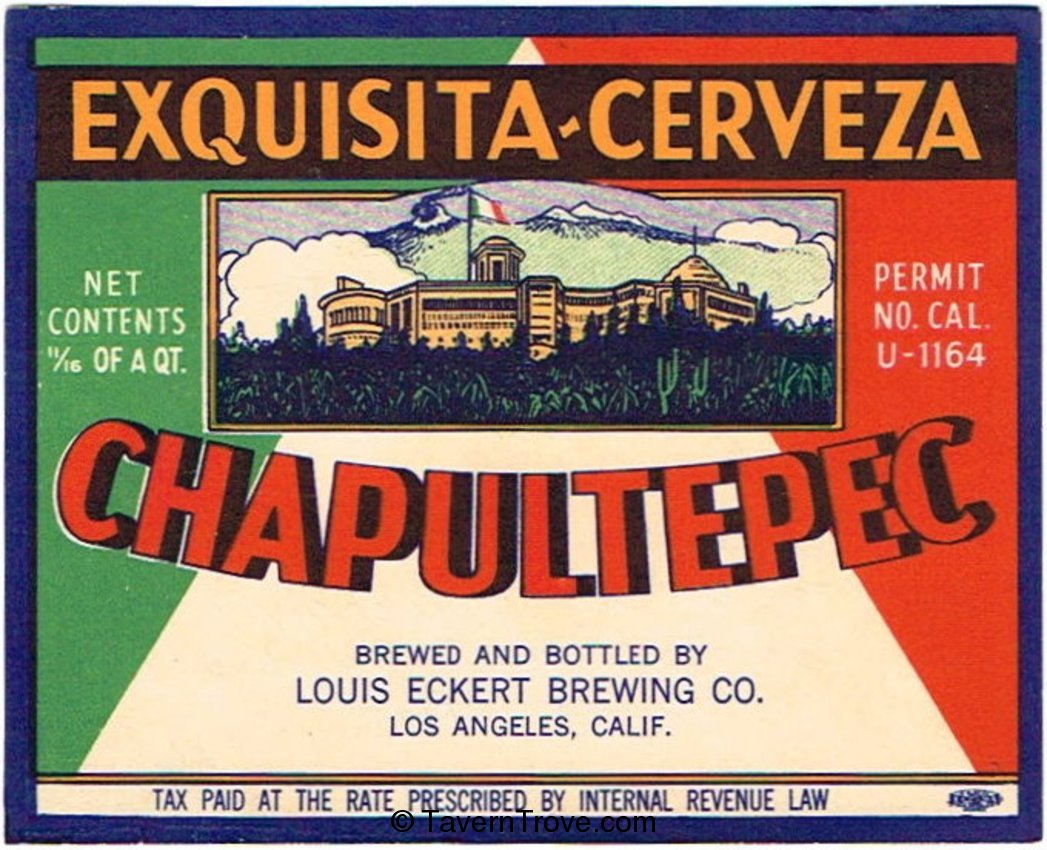 EXQUISITA-CERVEZA
NET
CONTENTS
11/16 OF A QT.
PERMIT
NO. CAL.
U-1164
CHAPULTEPEC
BREWED AND BOTTLED BY
LOUIS ECKERT BREWING CO.
LOS ANGELES, CALIF.
TAX PAID AT THE RATE PRESCRIBED BY INTERNAL REVENUE LAW
© TavernTrove.com